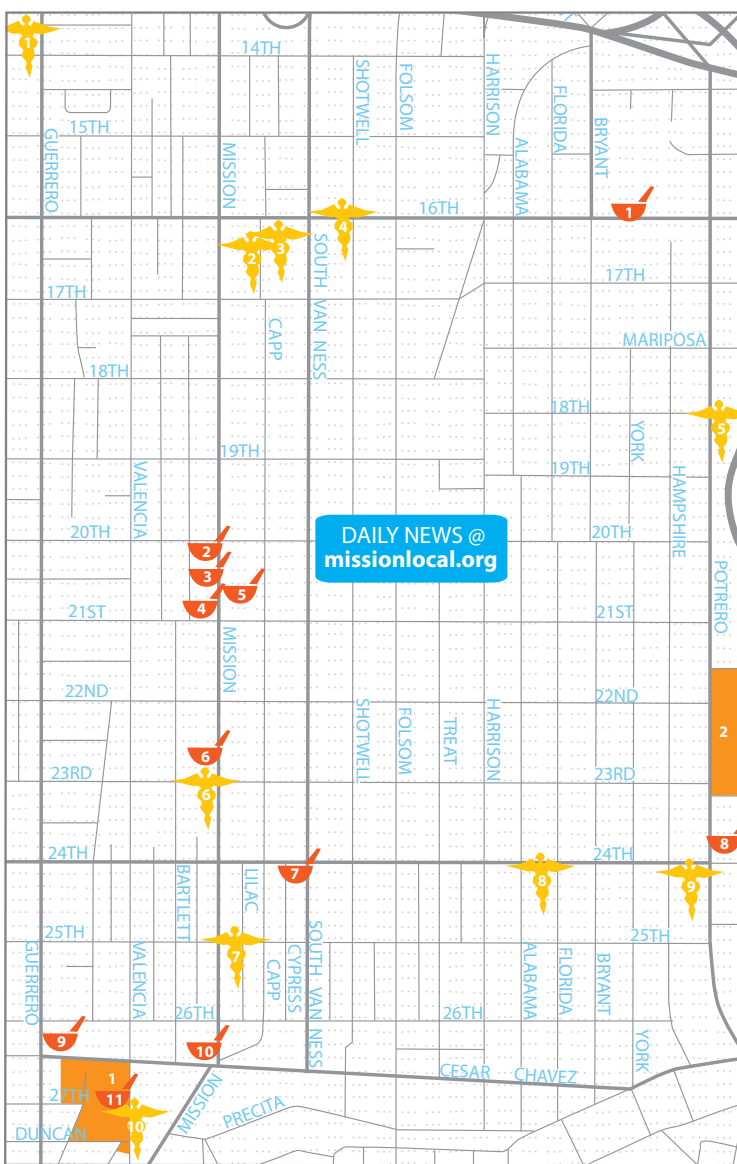 1
14TH
SHOTWELL
FOLSOM
HARRISON
FLORIDA
BRYANT
15TH
GUERRERO
MISSION
ALABAMA
16TH
1
4
2
3
SOUTH VAN NESS
17TH
17TH
CAPP
MARIPOSA
18TH
18TH
5
19TH
YORK
19TH
VALENCIA
HAMPSHIRE
20TH
DAILY NEWS @
missionlocal.org
20TH
2
3
5
4
POTRERO
21ST
21ST
MISSION
22ND
22ND
SHOTWELL
FOLSOM
TREAT
HARRISON
2
6
23RD
23RD
6
8
24TH
24TH
7
8
9
BARTLETT
LILAC
25TH
25TH
7
GUERRERO
VALENCIA
CAPP
CYPRESS
SOUTH VAN NESS
ALABAMA
FLORIDA
BRYANT
26TH
26TH
9
10
YORK
CESAR CHAVEZ
1
27TH
11
MISSION
PRECITA
10
DUNCAN